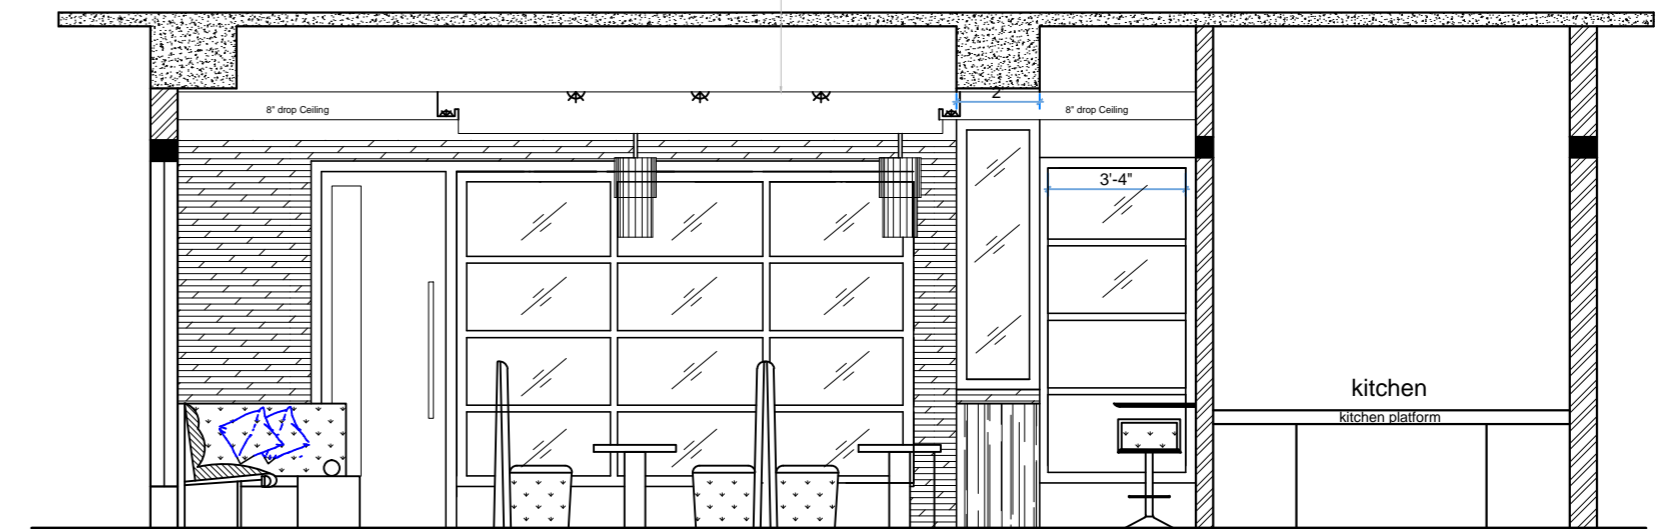 8" drop Ceiling
2'
8" drop Ceiling
3'-4"
kitchen
kitchen platform